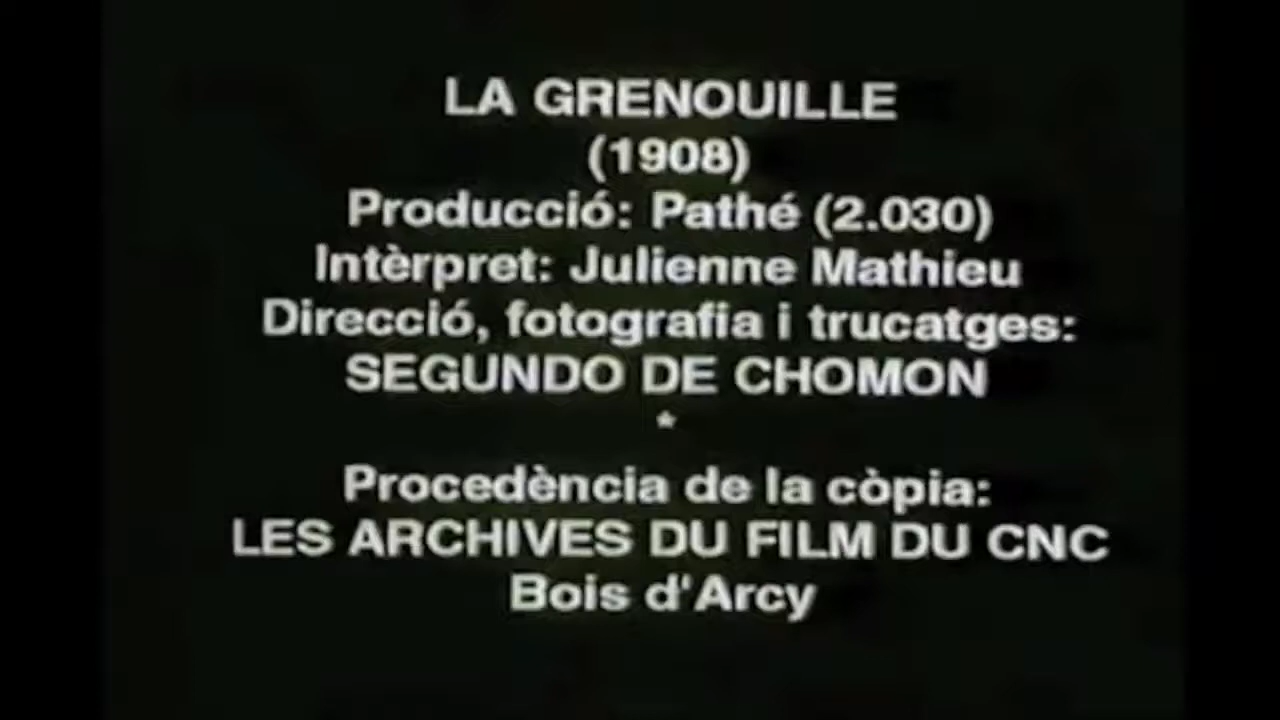 LA GRENOUILLE
(1908)
Producció: Pathé (2.030)
Intèrpret: Julienne Mathieu
Direcció, fotografia i trucatges:
SEGUNDO DE CHOMON
*
Procedència de la còpia:
LES ARCHIVES DU FILM DU CNC
Bois d'Arcy